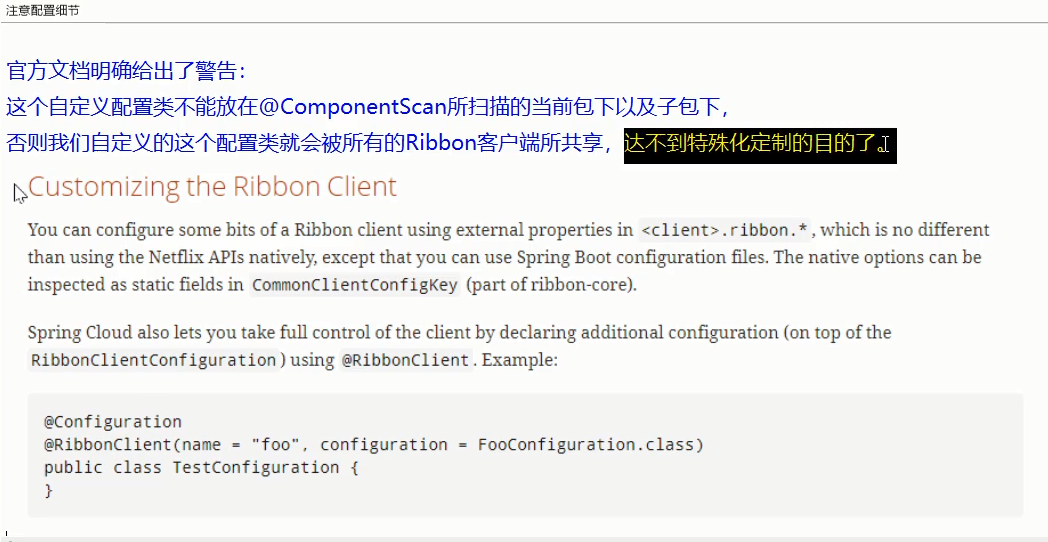 注意配置细节
官方文档明确给出了警告：
这个自定义配置类不能放在@ComponentScan所扫描的当前包下以及子包下，
否则我们自定义的这个配置类就会被所有的Ribbon客户端所共享，达不到特殊化定制的目的了。
Customizing the Ribbon Client
You can configure some bits of a Ribbon client using external properties in <client>.ribbon.*, which is no different
than using the Netflix APIs natively, except that you can use Spring Boot configuration files. The native options can be
inspected as static fields in CommonClientConfigKey (part of ribbon-core).
Spring Cloud also lets you take full control of the client by declaring additional configuration (on top of the
RibbonClientConfiguration) using @RibbonClient. Example:
@Configuration
@RibbonClient(name = "foo", configuration = FooConfiguration.class)
public class TestConfiguration {
}